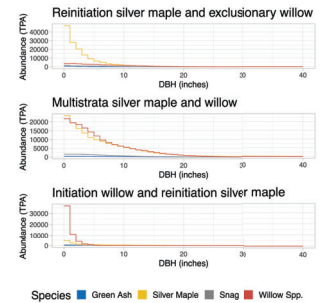 Reinitiation silver maple and exclusionary willow
Abundance (TPA)
40000
30000
20000
10000
0
0 10 20 30 40
DBH (inches)
Multistrata silver maple and willow
Abundance (TPA)
20000
15000
10000
5000
0
0 10 20 30 40
DBH (inches)
Initiation willow and reinitiation silver maple
Abundance (TPA)
30000
20000
10000
0
0 10 20 30 40
DBH (inches)
Species Green Ash Silver Maple Snag Willow Spp.